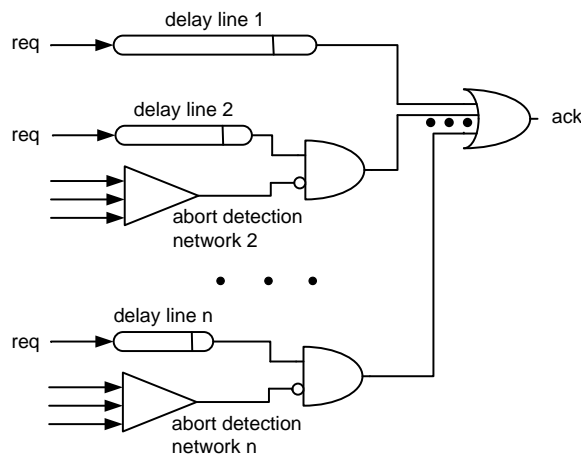 delay line 1
req
ack
delay line 2
req
abort detection
network 2
delay line n
req
abort detection
network n